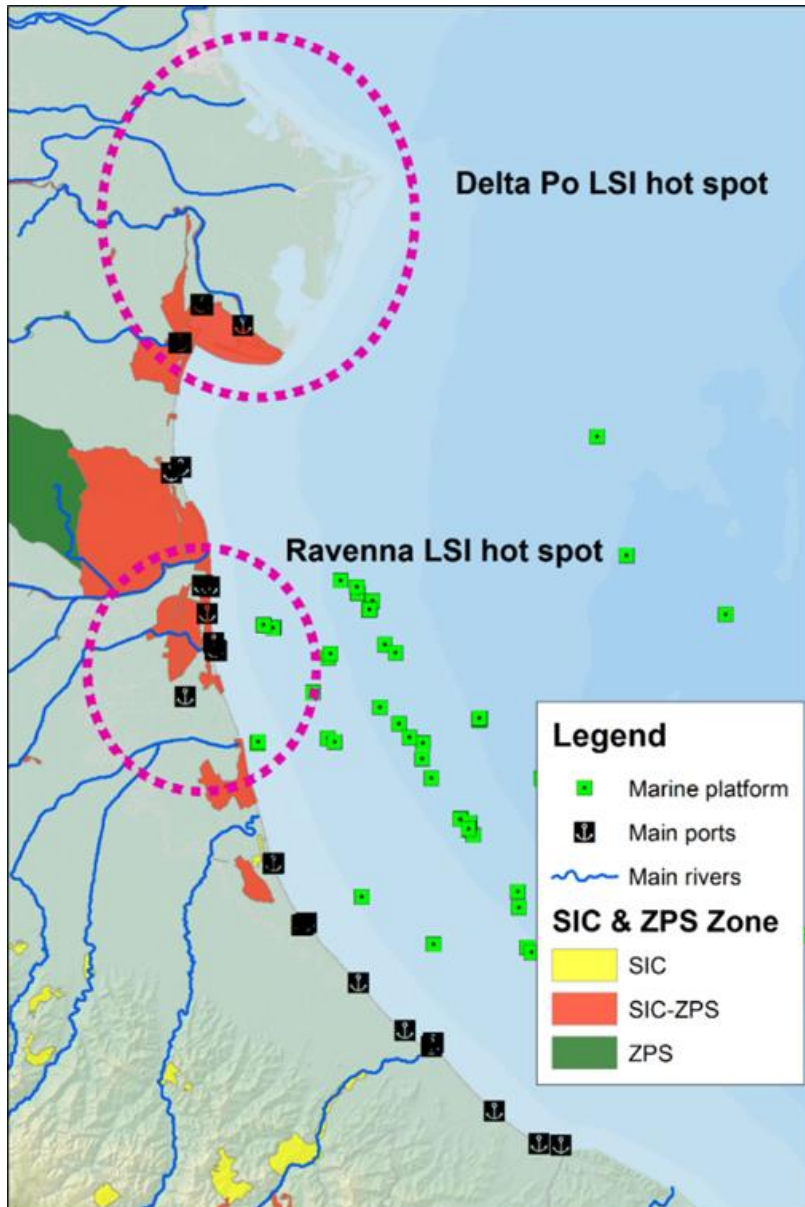 Delta Po LSI hot spot
Ravenna LSI hot spot
Legend
Marine platform
Main ports
Main rivers
SIC & ZPS Zone
SIC
SIC-ZPS
ZPS